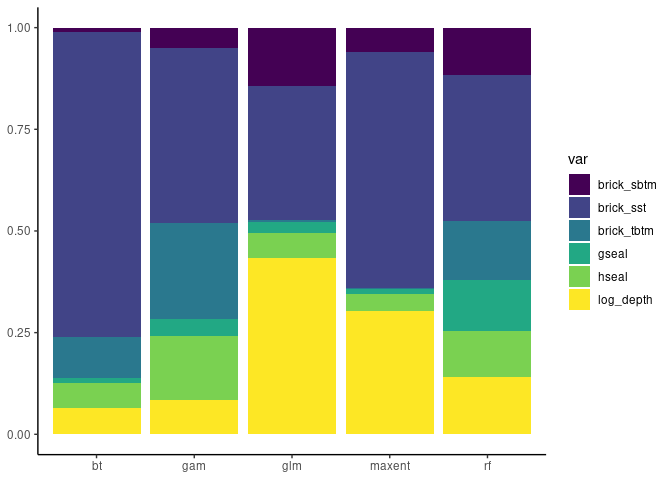 1.00
0.75
0.50
0.25
0.00
bt gam glm maxent rf
var
brick_sbtm
brick_sst
brick_tbtm
gseal
hseal
log_depth